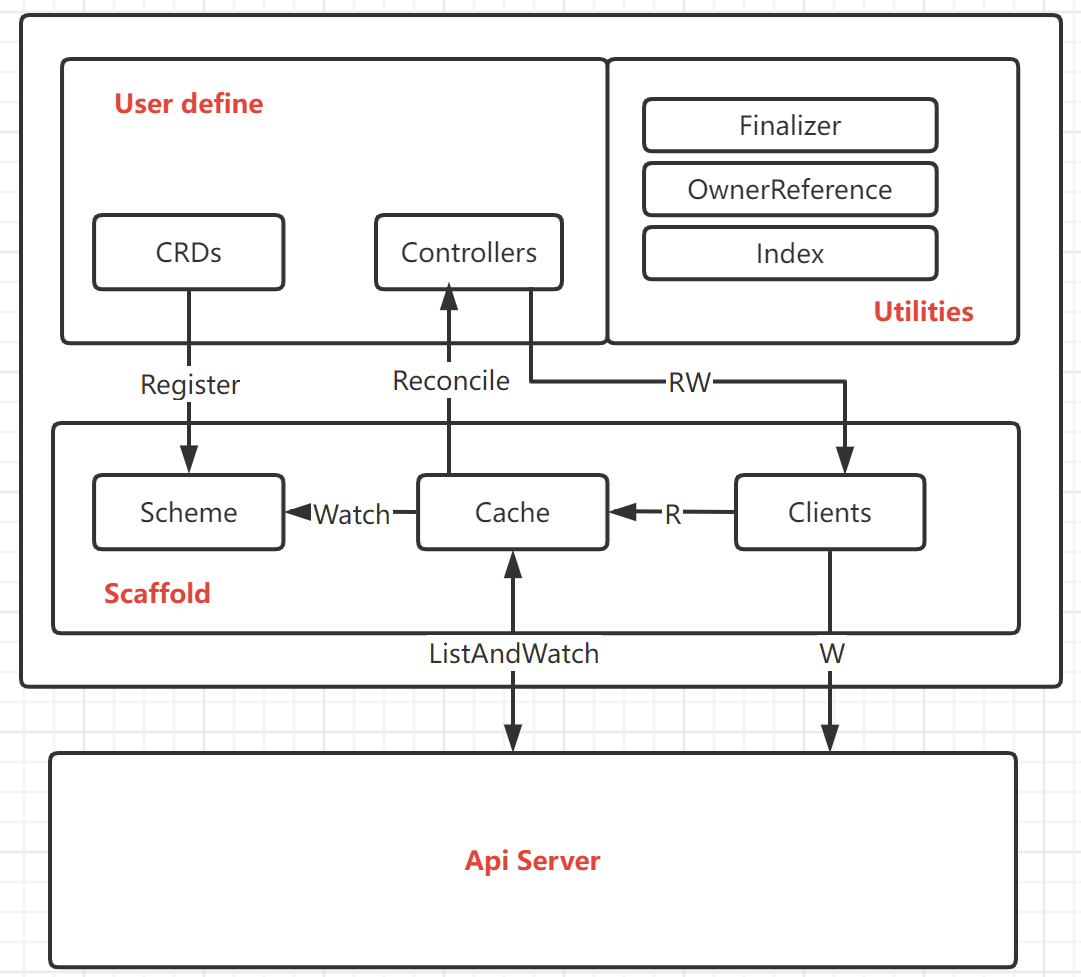 User define
Finalizer
OwnerReference
Index
Utilities
CRDs
Controllers
Register
Reconcile
RW
Scheme
Watch
Cache
R
Clients
Scaffold
ListAndWatch
W
Api Server